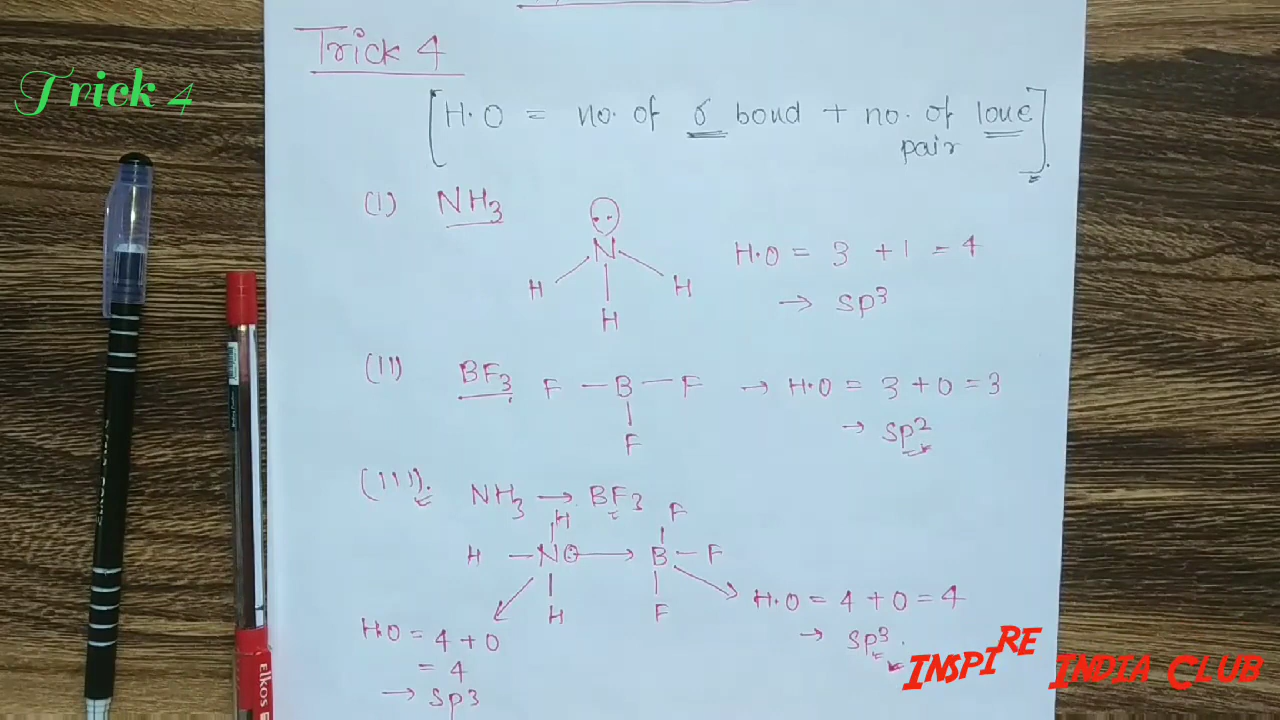 Trick 4
Trick 4
[H.O = no. of σ bond + no. of lone pair].
(I) NH3
N
H H
H
H.O = 3 + 1 = 4
→ sp3
(II) BF3 F — B — F → H.O = 3 + 0 = 3
F
→ sp2
(III). NH3 → BF3
H F
H — N → B — F
H F
H.O = 4 + 0 = 4
→ sp3.
H.O = 4 + 0
= 4
→ sp3
INSPIRE INDIA CLUB
Elkos